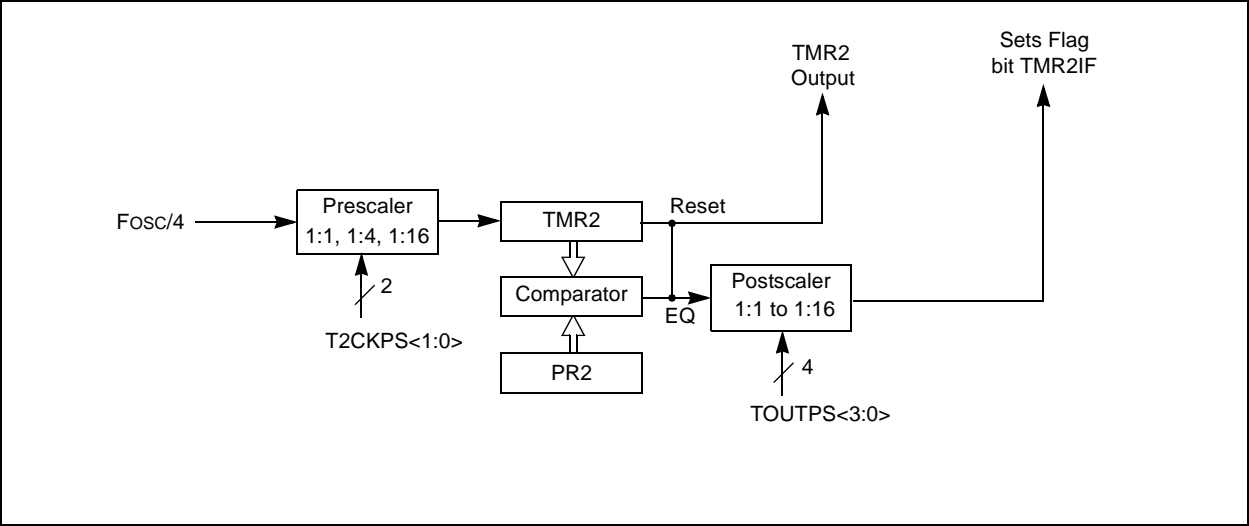 TMR2
Output
Sets Flag
bit TMR2IF
FOSC/4
Prescaler
1:1, 1:4, 1:16
2
T2CKPS<1:0>
TMR2
Reset
Comparator
EQ
PR2
Postscaler
1:1 to 1:16
4
TOUTPS<3:0>